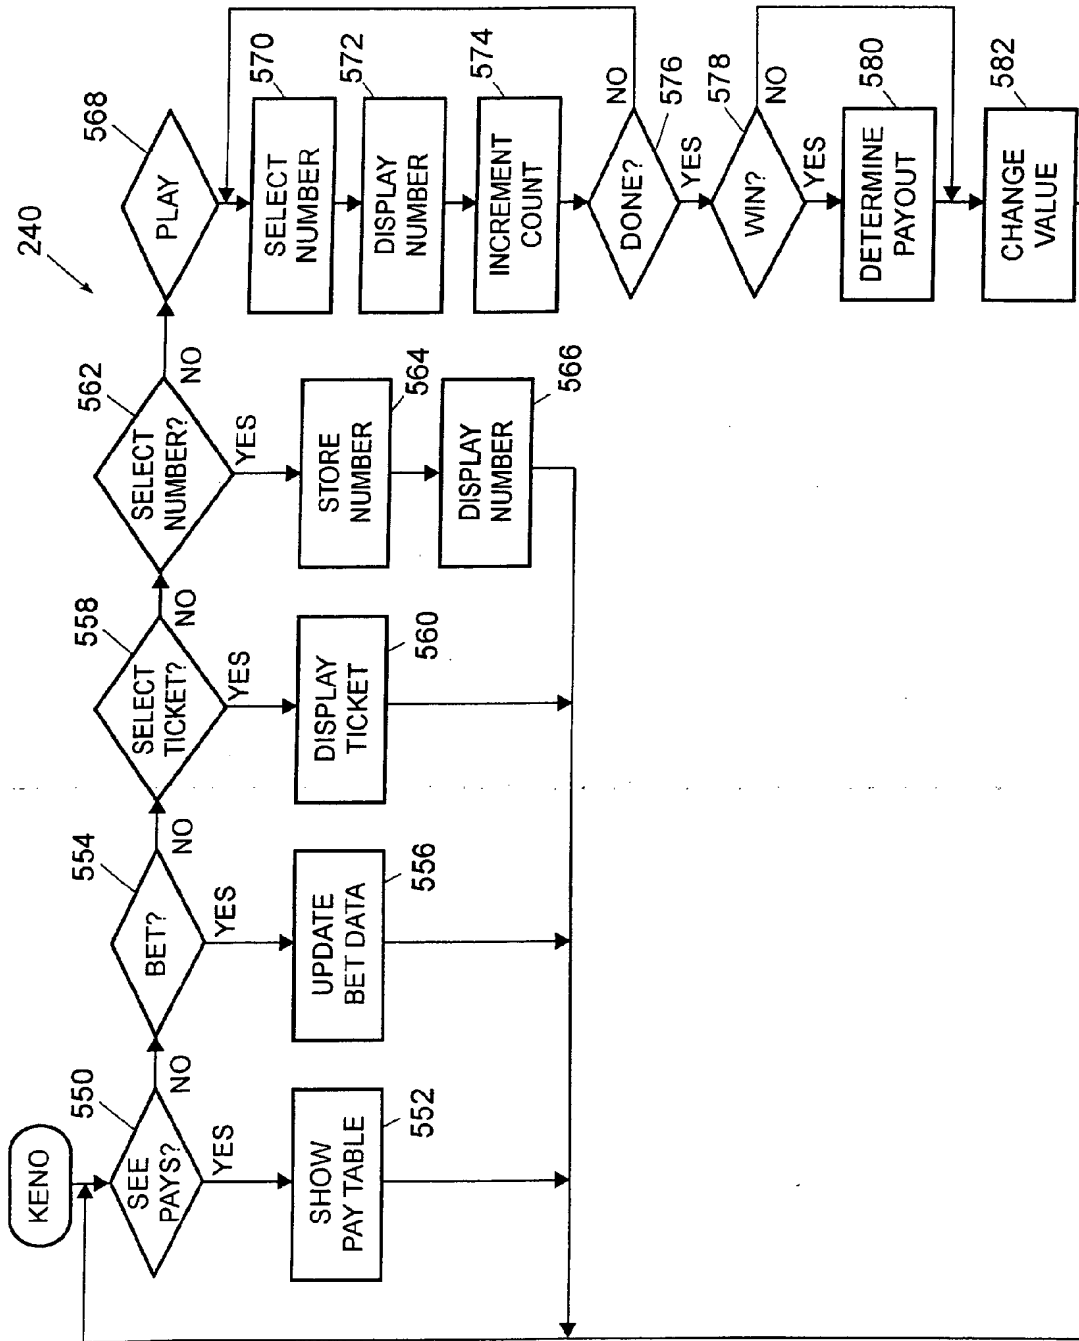 240
KENO
550
SEE
PAYS?
YES
NO
SHOW
PAY TABLE
552
554
BET?
YES
NO
UPDATE
BET DATA
556
558
SELECT
TICKET?
YES
NO
DISPLAY
TICKET
560
562
SELECT
NUMBER?
YES
NO
STORE
NUMBER
564
DISPLAY
NUMBER
566
568
PLAY
SELECT
NUMBER
570
DISPLAY
NUMBER
572
INCREMENT
COUNT
574
DONE?
NO
576
YES
WIN?
578
NO
YES
DETERMINE
PAYOUT
580
CHANGE
VALUE
582